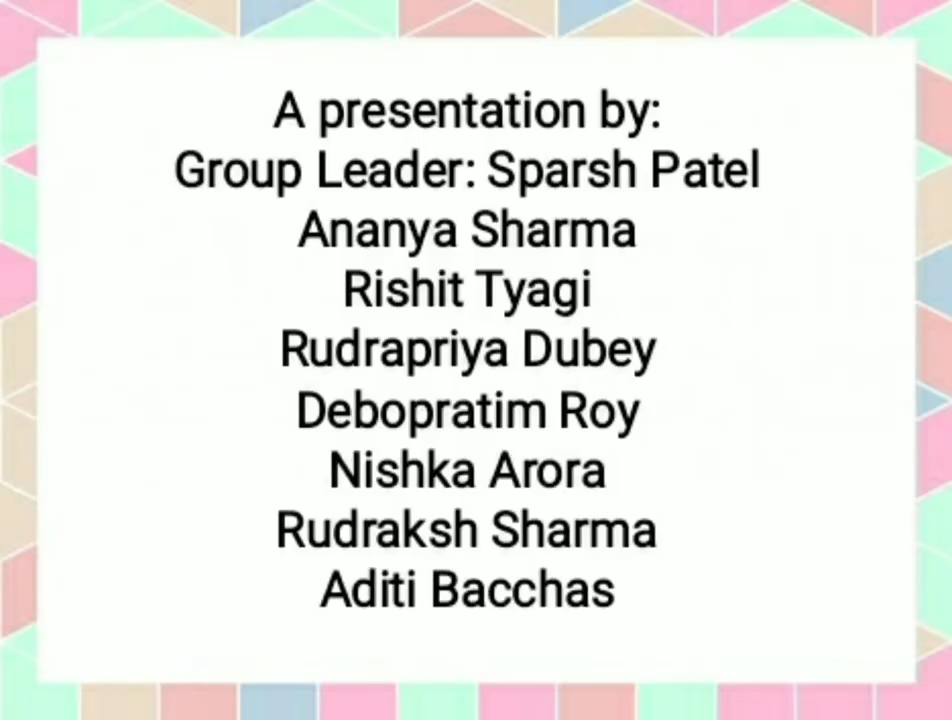 A presentation by:
Group Leader: Sparsh Patel
Ananya Sharma
Rishit Tyagi
Rudrapriya Dubey
Debopratim Roy
Nishka Arora
Rudraksh Sharma
Aditi Bacchas